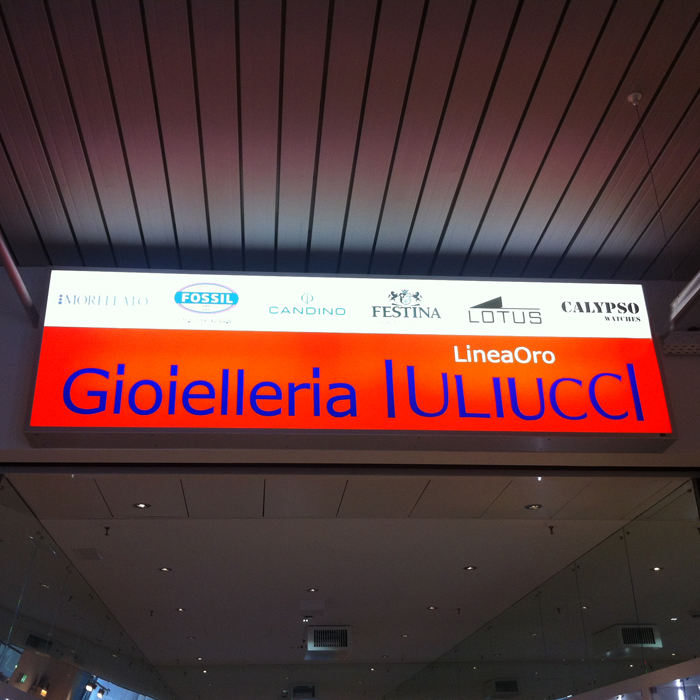 MORELLATO
FOSSIL
CANDINO
FESTINA
LOTUS
CALYPSO
WATCHES
LineaOro
Gioielleria IULIUCCI